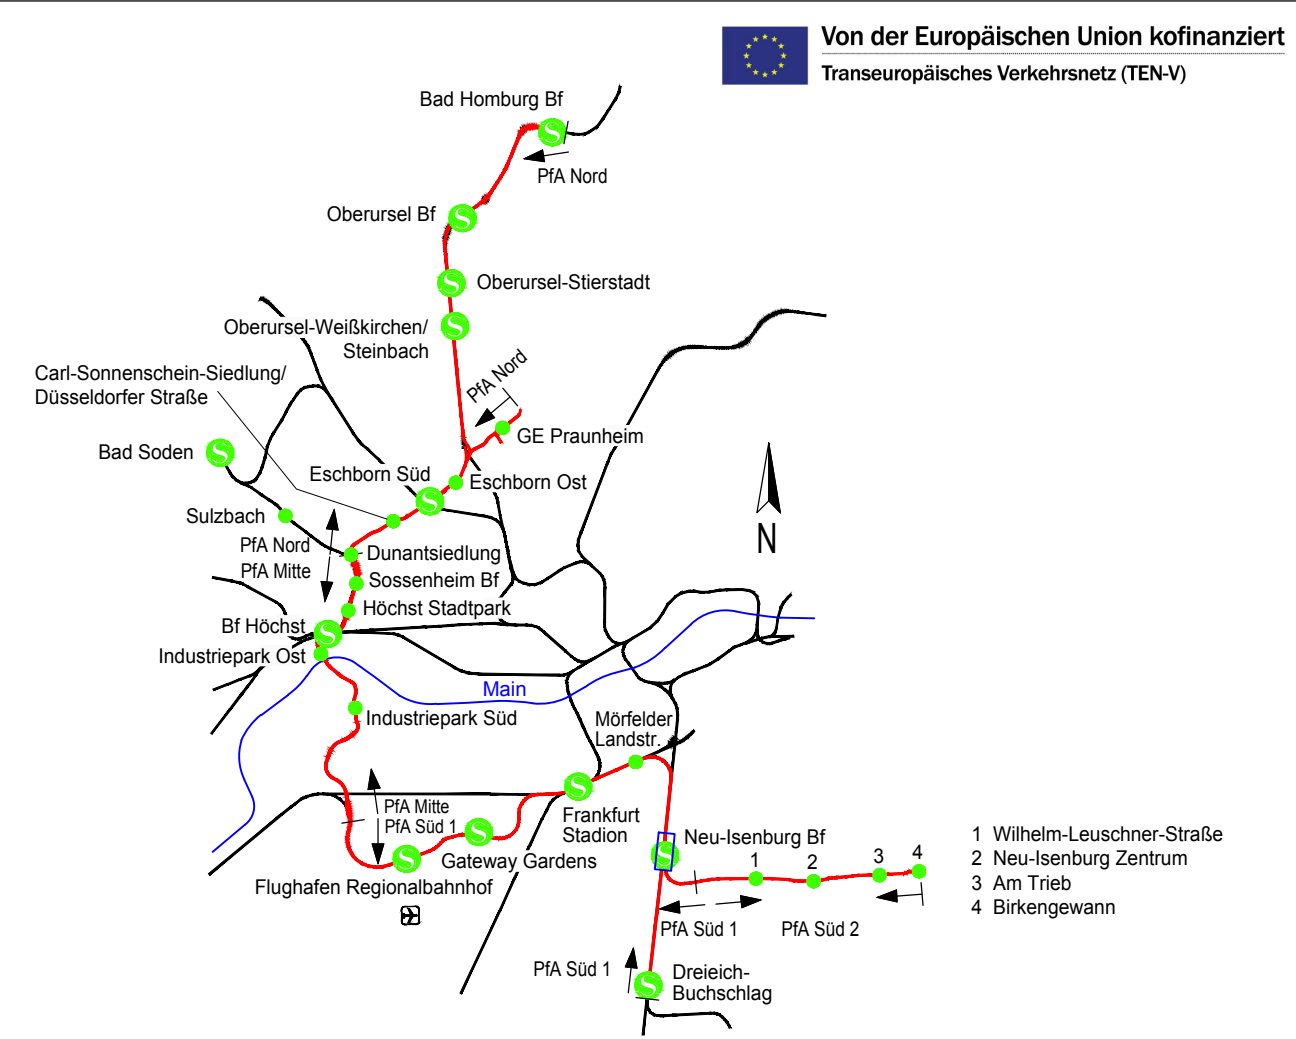 Von der Europäischen Union kofinanziert
Transeuropäisches Verkehrsnetz (TEN-V)
Bad Homburg Bf
S
PfA Nord
Oberursel Bf
S
S
Oberursel-Stierstadt
Oberursel-Weißkirchen/
Steinbach
S
PfA Nord
Carl-Sonnenschein-Siedlung/
Düsseldorfer Straße
GE Praunheim
Bad Soden
S
Eschborn Süd
S
Eschborn Ost
Sulzbach
PfA Nord
PfA Mitte
Dunantsiedlung
Sossenheim Bf
Höchst Stadtpark
Bf Höchst
S
Industriepark Ost
N
Main
Industriepark Süd
Mörfelder
Landstr.
PfA Mitte
PfA Süd 1
S
Frankfurt
Stadion
S
Gateway Gardens
S
Flughafen Regionalbahnhof
Neu-Isenburg Bf
S
1
2
3
4
PfA Süd 1
PfA Süd 2
PfA Süd 1
S
Dreieich-
Buchschlag
1 Wilhelm-Leuschner-Straße
2 Neu-Isenburg Zentrum
3 Am Trieb
4 Birkengewann